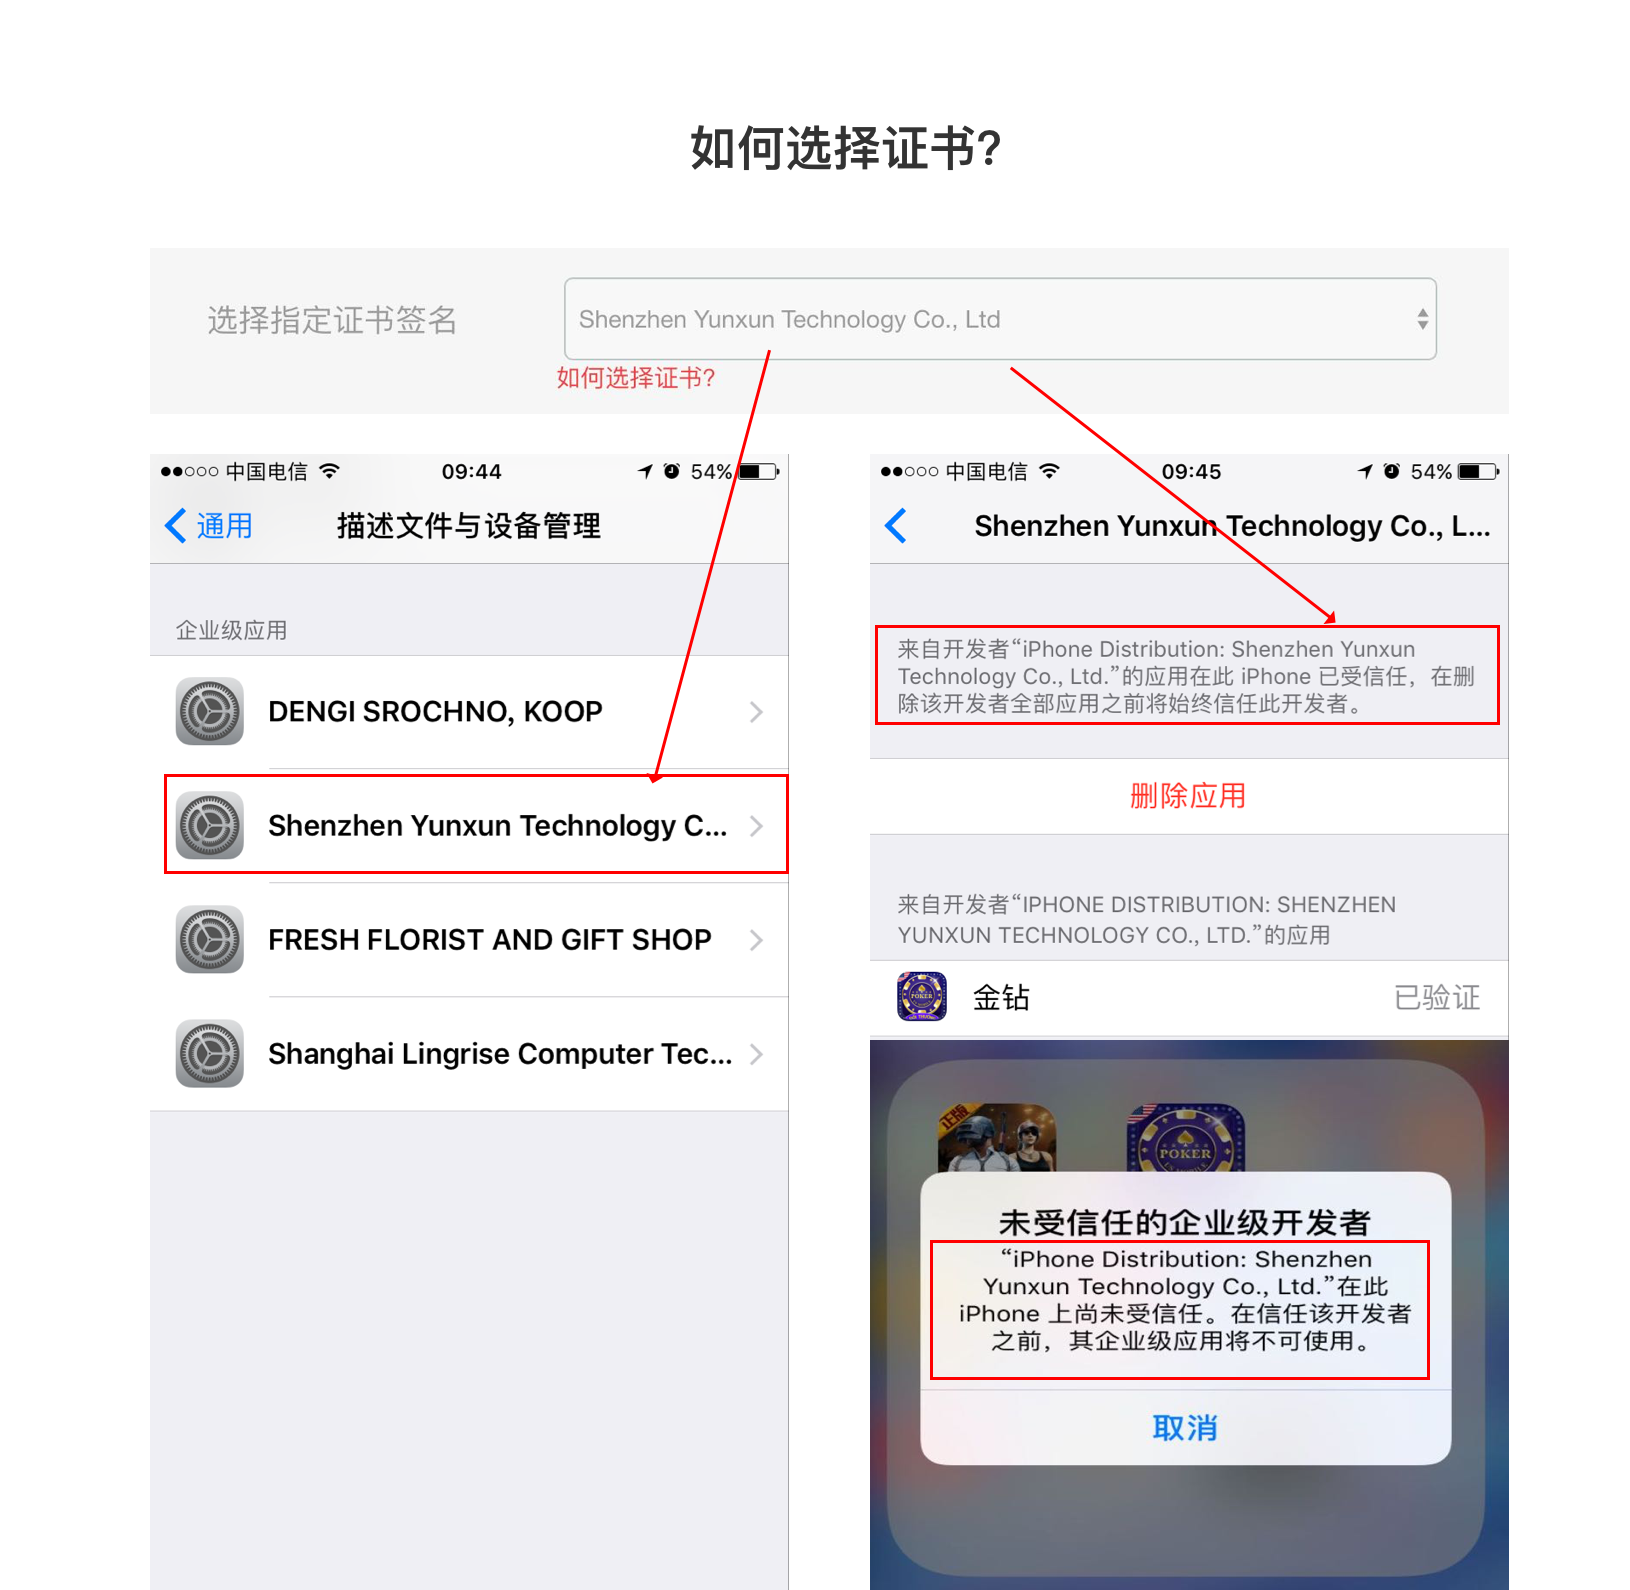 如何选择证书?
选择指定证书签名
Shenzhen Yunxun Technology Co., Ltd
如何选择证书?
中国电信
09:44
54%
通用
描述文件与设备管理
企业级应用
DENGI SROCHNO, KOOP
Shenzhen Yunxun Technology C...
FRESH FLORIST AND GIFT SHOP
Shanghai Lingrise Computer Tec...
中国电信
09:45
54%
Shenzhen Yunxun Technology Co., L...
来自开发者“iPhone Distribution: Shenzhen Yunxun
Technology Co., Ltd.”的应用在此 iPhone 已受信任，在删
除该开发者全部应用之前将始终信任此开发者。
删除应用
来自开发者“IPHONE DISTRIBUTION: SHENZHEN
YUNXUN TECHNOLOGY CO., LTD.”的应用
POKER
金钻
已验证
正版
POKER
未受信任的企业级开发者
“iPhone Distribution: Shenzhen
Yunxun Technology Co., Ltd.”在此
iPhone 上尚未受信任。在信任该开发者
之前，其企业级应用将不可使用。
取消